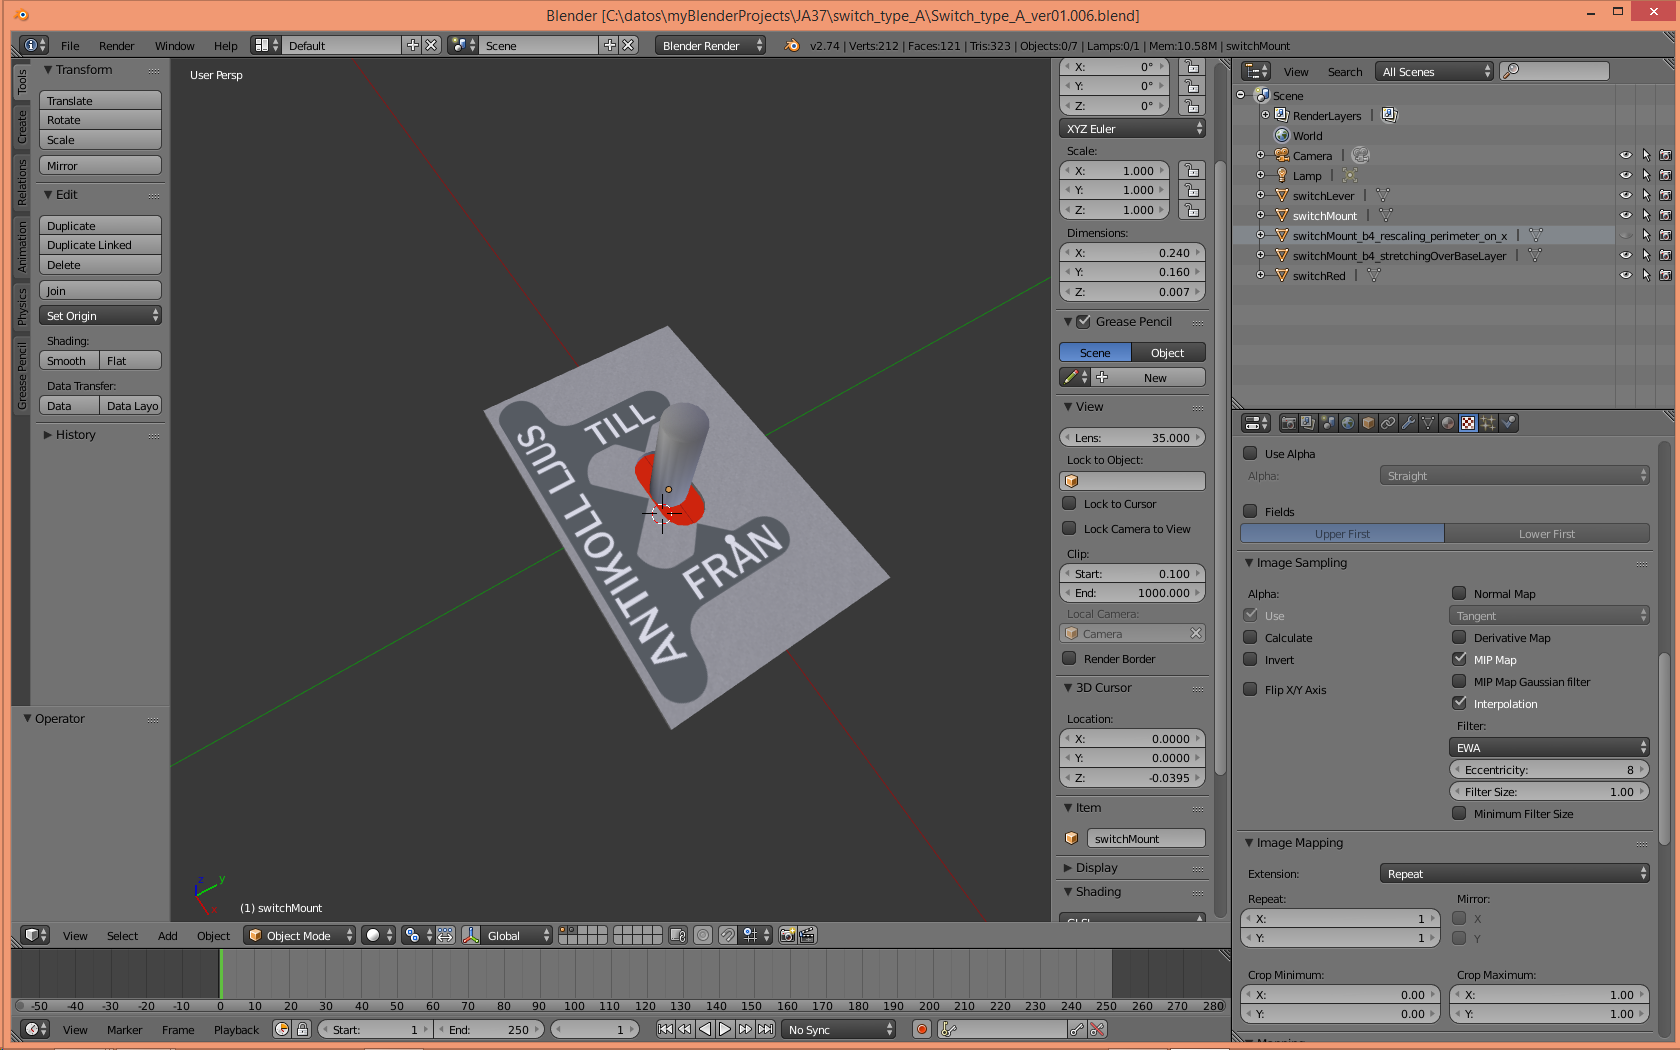 Blender [C:\datos\myBlenderProjects\JA37\switch_type_A\Switch_type_A_ver01.006.blend]
File Render Window Help Default Scene Blender Render v2.74 | Verts:212 | Faces:121 | Tris:323 | Objects:0/7 | Lamps:0/1 | Mem:10.58M | switchMount
Tools
Create
Relations
Animation
Physics
Grease Pencil
Transform
Translate
Rotate
Scale
Mirror
Edit
Duplicate
Duplicate Linked
Delete
Join
Set Origin
Shading:
Smooth Flat
Data Transfer:
Data Data Layo
History
Operator
User Persp
TILL
ANTIKOLL LJUS
FRÅN
z y
x
(1) switchMount
X: 0°
Y: 0°
Z: 0°
XYZ Euler
Scale:
X: 1.000
Y: 1.000
Z: 1.000
Dimensions:
X: 0.240
Y: 0.160
Z: 0.007
Grease Pencil
Scene Object
New
View
Lens: 35.000
Lock to Object:
Lock to Cursor
Lock Camera to View
Clip:
Start: 0.100
End: 1000.000
Local Camera:
Camera
Render Border
3D Cursor
Location:
X: 0.0000
Y: 0.0000
Z: -0.0395
Item
switchMount
Display
Shading
View Search All Scenes
Scene
RenderLayers |
World
Camera |
Lamp |
switchLever |
switchMount |
switchMount_b4_rescaling_perimeter_on_x |
switchMount_b4_stretchingOverBaseLayer |
switchRed |
Use Alpha
Alpha: Straight
Fields
Upper First Lower First
Image Sampling
Alpha: Normal Map
Use Tangent
Calculate Derivative Map
Invert MIP Map
MIP Map Gaussian filter
Flip X/Y Axis
Interpolation
Filter:
EWA
Eccentricity: 8
Filter Size: 1.00
Minimum Filter Size
Image Mapping
Extension: Repeat
Repeat: Mirror:
X: 1 X
Y: 1 Y
Crop Minimum: Crop Maximum:
X: 0.00 X: 1.00
Y: 0.00 Y: 1.00
View Select Add Object Object Mode Global
-50 -40 -30 -20 -10 0 10 20 30 40 50 60 70 80 90 100 110 120 130 140 150 160 170 180 190 200 210 220 230 240 250 260 270 280
View Marker Frame Playback Start: 1 End: 250 1 No Sync